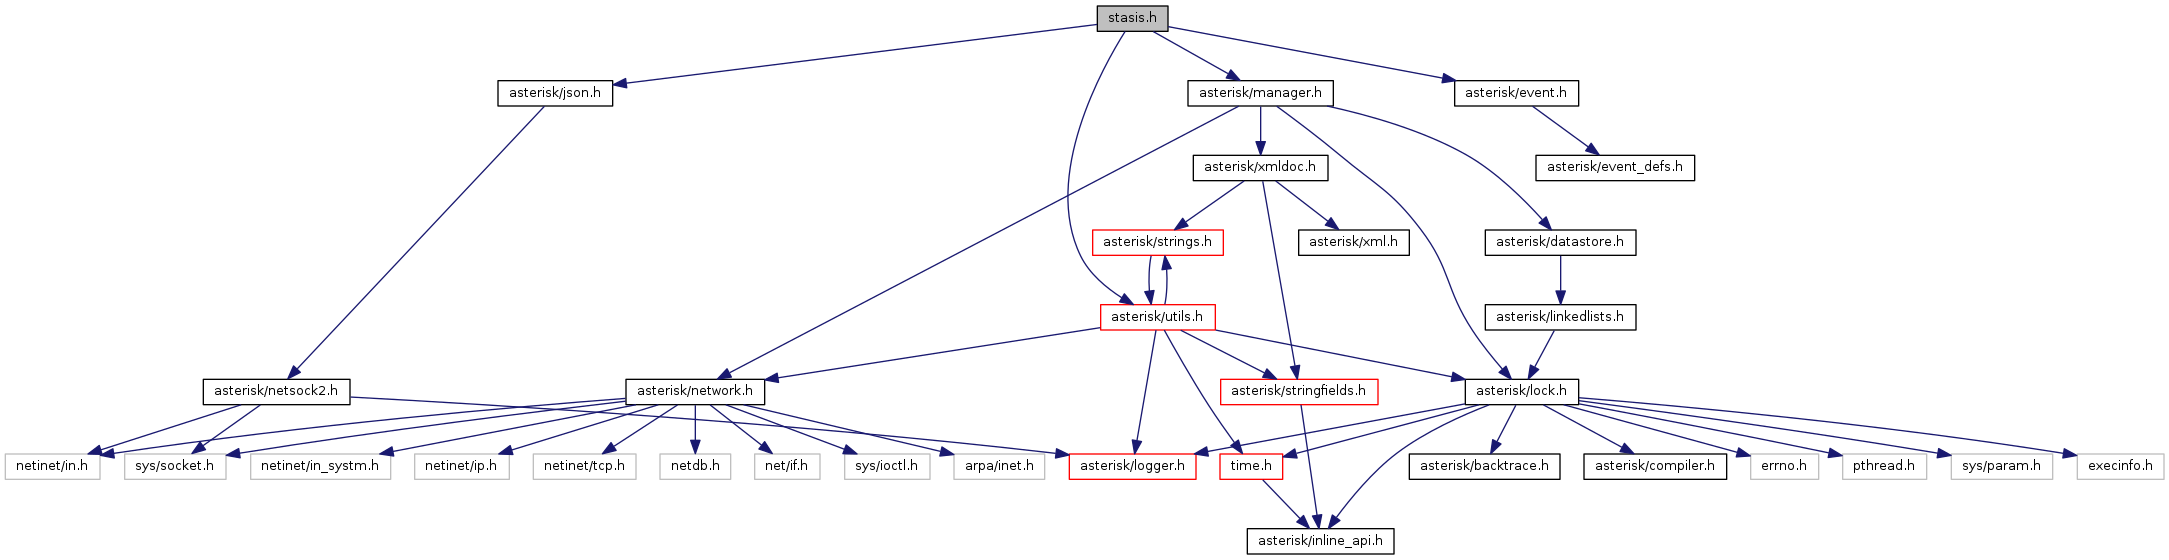 stasis.h
asterisk/json.h
asterisk/manager.h
asterisk/event.h
asterisk/xmldoc.h
asterisk/event_defs.h
asterisk/strings.h
asterisk/xml.h
asterisk/datastore.h
asterisk/utils.h
asterisk/linkedlists.h
asterisk/netsock2.h
asterisk/network.h
asterisk/stringfields.h
asterisk/lock.h
netinet/in.h
sys/socket.h
netinet/in_systm.h
netinet/ip.h
netinet/tcp.h
netdb.h
net/if.h
sys/ioctl.h
arpa/inet.h
asterisk/logger.h
time.h
asterisk/backtrace.h
asterisk/compiler.h
errno.h
pthread.h
sys/param.h
execinfo.h
asterisk/inline_api.h